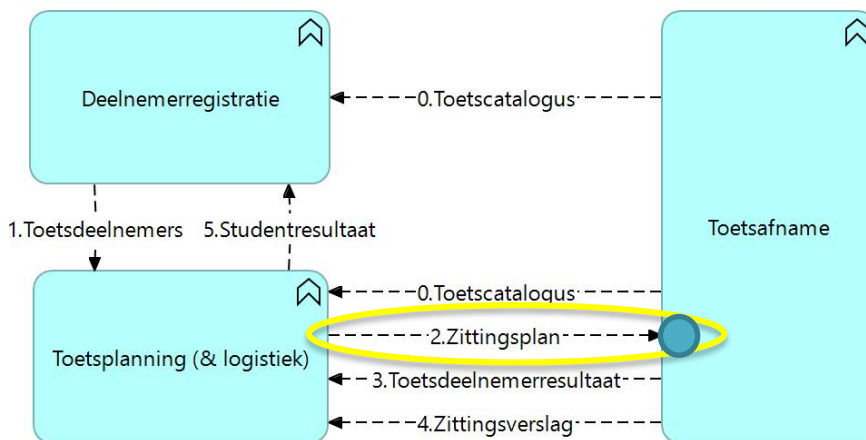 Deelnemerregistratie
0.Toetscatalogus
Toetsafname
1.Toetsdeelnemers
5.Studentresultaat
0.Toetscatalogus
Toetsplanning (& logistiek)
2.Zittingsplan
3.Toetsdeelnemerresultaat
4.Zittingsverslag